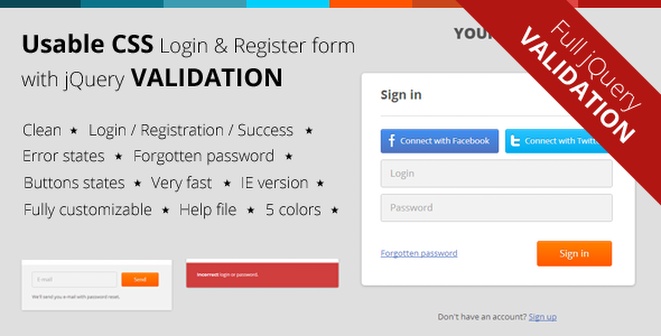 Usable CSS Login & Register form
with jQuery VALIDATION
Clean ★ Login / Registration / Success ★
Error states ★ Forgotten password ★
Buttons states ★ Very fast ★ IE version ★
Fully customizable ★ Help file ★ 5 colors ★
E-mail
Send
We'll send you e-mail with password reset.
Incorrect login or password.
YOUR
Full jQuery
VALIDATION
Sign in
Connect with Facebook
Connect with Twitt
Login
Password
Forgotten password
Sign in
Don't have an account? Sign up